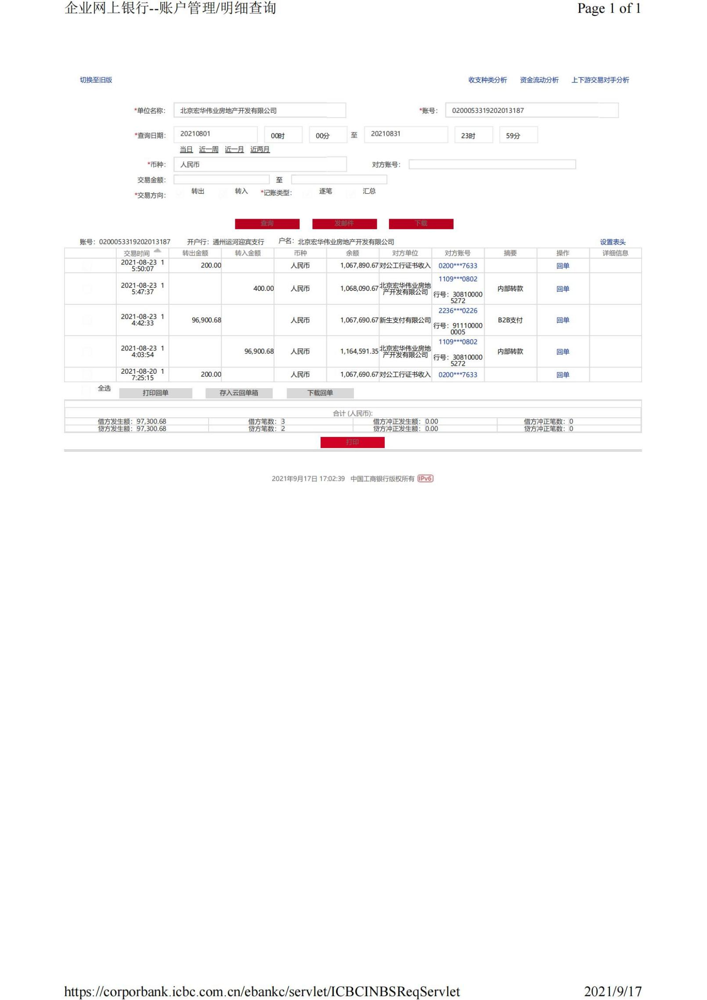 企业网上银行--账户管理/明细查询 Page 1 of 1
切换至旧版 收支种类分析 资金流动分析 上下游交易对手分析
*单位名称： 北京宏华伟业房地产开发有限公司 *账号： 0200053319202013187
*查询日期： 20210801 00时 00分 至 20210831 23时 59分
当日 近一周 近一月 近两月
*币种： 人民币 对方账号：
交易金额： 至
*交易方向： 转出 转入 *记账类型： 逐笔 汇总
查询 发邮件 下载
账号：0200053319202013187 开户行：通州运河迎宾支行 户名：北京宏华伟业房地产开发有限公司 设置表头
交易时间 转出金额 转入金额 币种 余额 对方单位 对方账号 摘要 操作 详细信息
2021-08-23 1
5:50:07
200.00 人民币 1,067,890.67 对公工行证书收入 0200***7633 回单
2021-08-23 1
5:47:37
400.00 人民币 1,068,090.67
北京宏华伟业房地
产开发有限公司
1109***0802
行号：30810000
5272
内部转款 回单
2021-08-23 1
4:42:33
96,900.68 人民币 1,067,690.67 新生支付有限公司
2236***0226
行号：91110000
0005
B2B支付 回单
2021-08-23 1
4:03:54
96,900.68 人民币 1,164,591.35
北京宏华伟业房地
产开发有限公司
1109***0802
行号：30810000
5272
内部转款 回单
2021-08-20 1
7:25:15
200.00 人民币 1,067,690.67 对公工行证书收入 0200***7633 回单
全选 打印回单 存入云回单箱 下载回单
合计 (人民币):
借方发生额：97,300.68 借方笔数：3 借方冲正发生额：0.00 借方冲正笔数：0
贷方发生额：97,300.68 贷方笔数：2 贷方冲正发生额：0.00 贷方冲正笔数：0
打印
2021年9月17日 17:02:39 中国工商银行版权所有 IPv6
https://corporbank.icbc.com.cn/ebankc/servlet/ICBCINBSReqServlet 2021/9/17